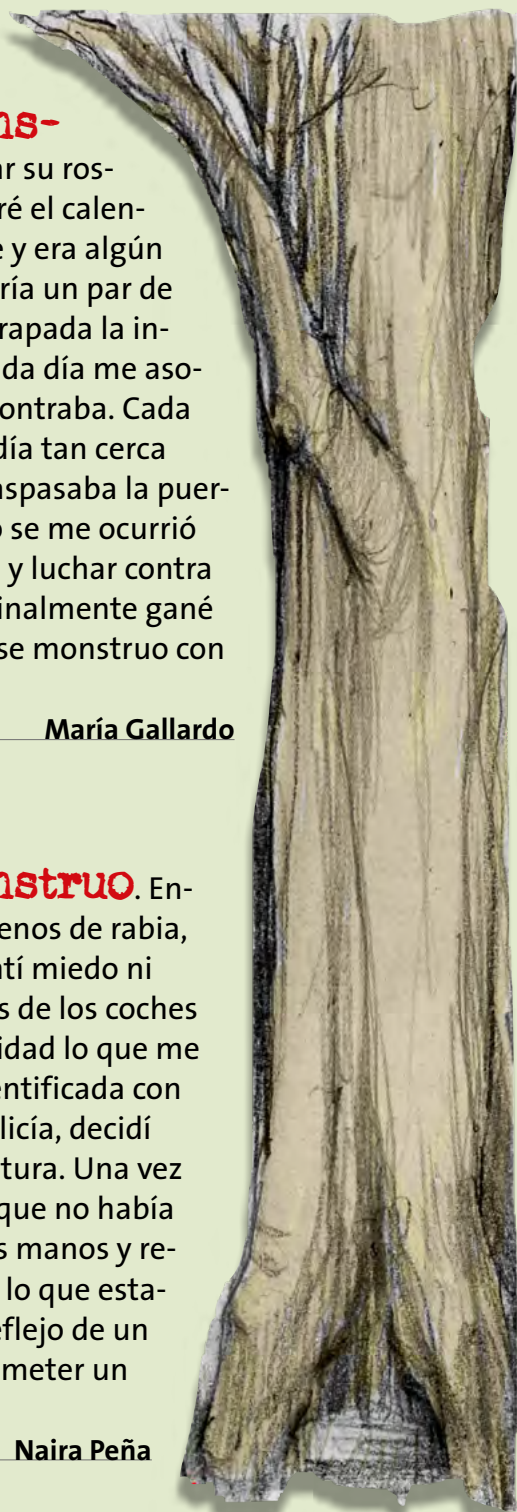 ns-
ar su ros-
ré el calen-
e y era algún
ría un par de
rapada la in-
da día me aso-
ontraba. Cada
día tan cerca
aspasaba la puer-
o se me ocurrió
y luchar contra
inalmente gané
se monstruo con
María Gallardo
nstruo. En-
enos de rabia,
ntí miedo ni
s de los coches
idad lo que me
entificada con
licía, decidí
tura. Una vez
que no había
s manos y re-
lo que esta-
eflejo de un
meter un
Naira Peña